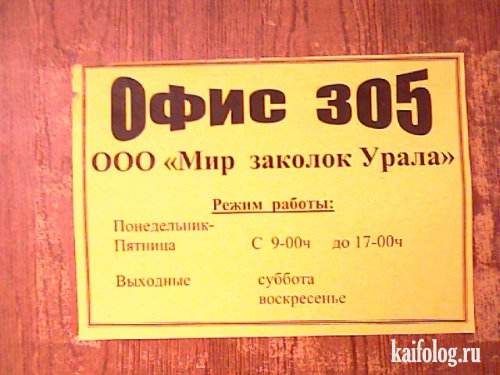 Офис 305
ООО «Мир заколок Урала»
Режим работы:
Понедельник-
Пятница С 9-00ч до 17-00ч
Выходные суббота
воскресенье
kaifolog.ru